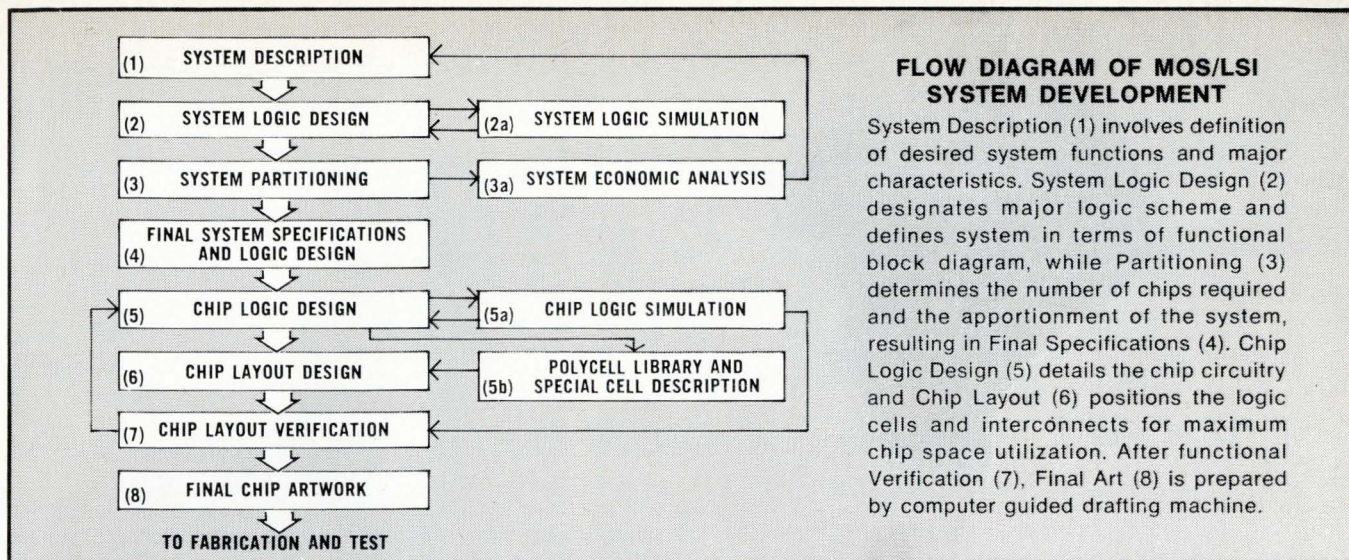 (1) SYSTEM DESCRIPTION
(2) SYSTEM LOGIC DESIGN
(2a) SYSTEM LOGIC SIMULATION
(3) SYSTEM PARTITIONING
(3a) SYSTEM ECONOMIC ANALYSIS
FINAL SYSTEM SPECIFICATIONS
(4) AND LOGIC DESIGN
(5) CHIP LOGIC DESIGN
(5a) CHIP LOGIC SIMULATION
(6) CHIP LAYOUT DESIGN
POLYCELL LIBRARY AND
(5b) SPECIAL CELL DESCRIPTION
(7) CHIP LAYOUT VERIFICATION
(8) FINAL CHIP ARTWORK
TO FABRICATION AND TEST
FLOW DIAGRAM OF MOS/LSI
SYSTEM DEVELOPMENT
System Description (1) involves definition
of desired system functions and major
characteristics. System Logic Design (2)
designates major logic scheme and
defines system in terms of functional
block diagram, while Partitioning (3)
determines the number of chips required
and the apportionment of the system,
resulting in Final Specifications (4). Chip
Logic Design (5) details the chip circuitry
and Chip Layout (6) positions the logic
cells and interconnects for maximum
chip space utilization. After functional
Verification (7), Final Art (8) is prepared
by computer guided drafting machine.